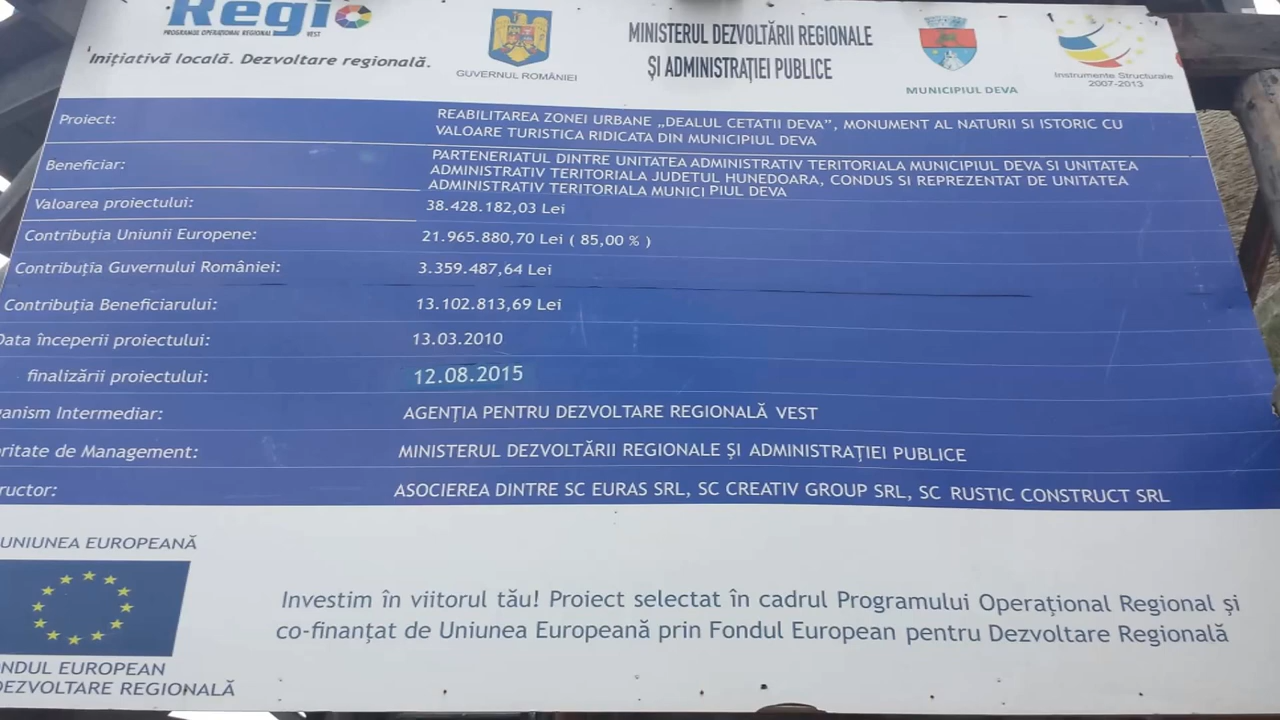 Regio
PROGRAMUL OPERAȚIONAL REGIONAL VEST
Inițiativă locală. Dezvoltare regională.
GUVERNUL ROMÂNIEI
MINISTERUL DEZVOLTĂRII REGIONALE
ȘI ADMINISTRAȚIEI PUBLICE
MUNICIPIUL DEVA
Instrumente Structurale
2007-2013
Proiect: REABILITAREA ZONEI URBANE „DEALUL CETATII DEVA”, MONUMENT AL NATURII SI ISTORIC CU
VALOARE TURISTICA RIDICATA DIN MUNICIPIUL DEVA
Beneficiar: PARTENERIATUL DINTRE UNITATEA ADMINISTRATIV TERITORIALA MUNICIPIUL DEVA SI UNITATEA
ADMINISTRATIV TERITORIALA JUDETUL HUNEDOARA, CONDUS SI REPREZENTAT DE UNITATEA
ADMINISTRATIV TERITORIALA MUNICI PIUL DEVA
Valoarea proiectului: 38.428.182,03 Lei
Contribuția Uniunii Europene: 21.965.880,70 Lei ( 85,00 % )
Contribuția Guvernului României: 3.359.487,64 Lei
Contribuția Beneficiarului: 13.102.813,69 Lei
Data începerii proiectului: 13.03.2010
finalizării proiectului: 12.08.2015
anism Intermediar: AGENȚIA PENTRU DEZVOLTARE REGIONALĂ VEST
ritate de Management: MINISTERUL DEZVOLTĂRII REGIONALE ȘI ADMINISTRAȚIEI PUBLICE
ructor: ASOCIEREA DINTRE SC EURAS SRL, SC CREATIV GROUP SRL, SC RUSTIC CONSTRUCT SRL
UNIUNEA EUROPEANĂ
NDUL EUROPEAN
DEZVOLTARE REGIONALĂ
Investim în viitorul tău! Proiect selectat în cadrul Programului Operațional Regional și
co-finanțat de Uniunea Europeană prin Fondul European pentru Dezvoltare Regională